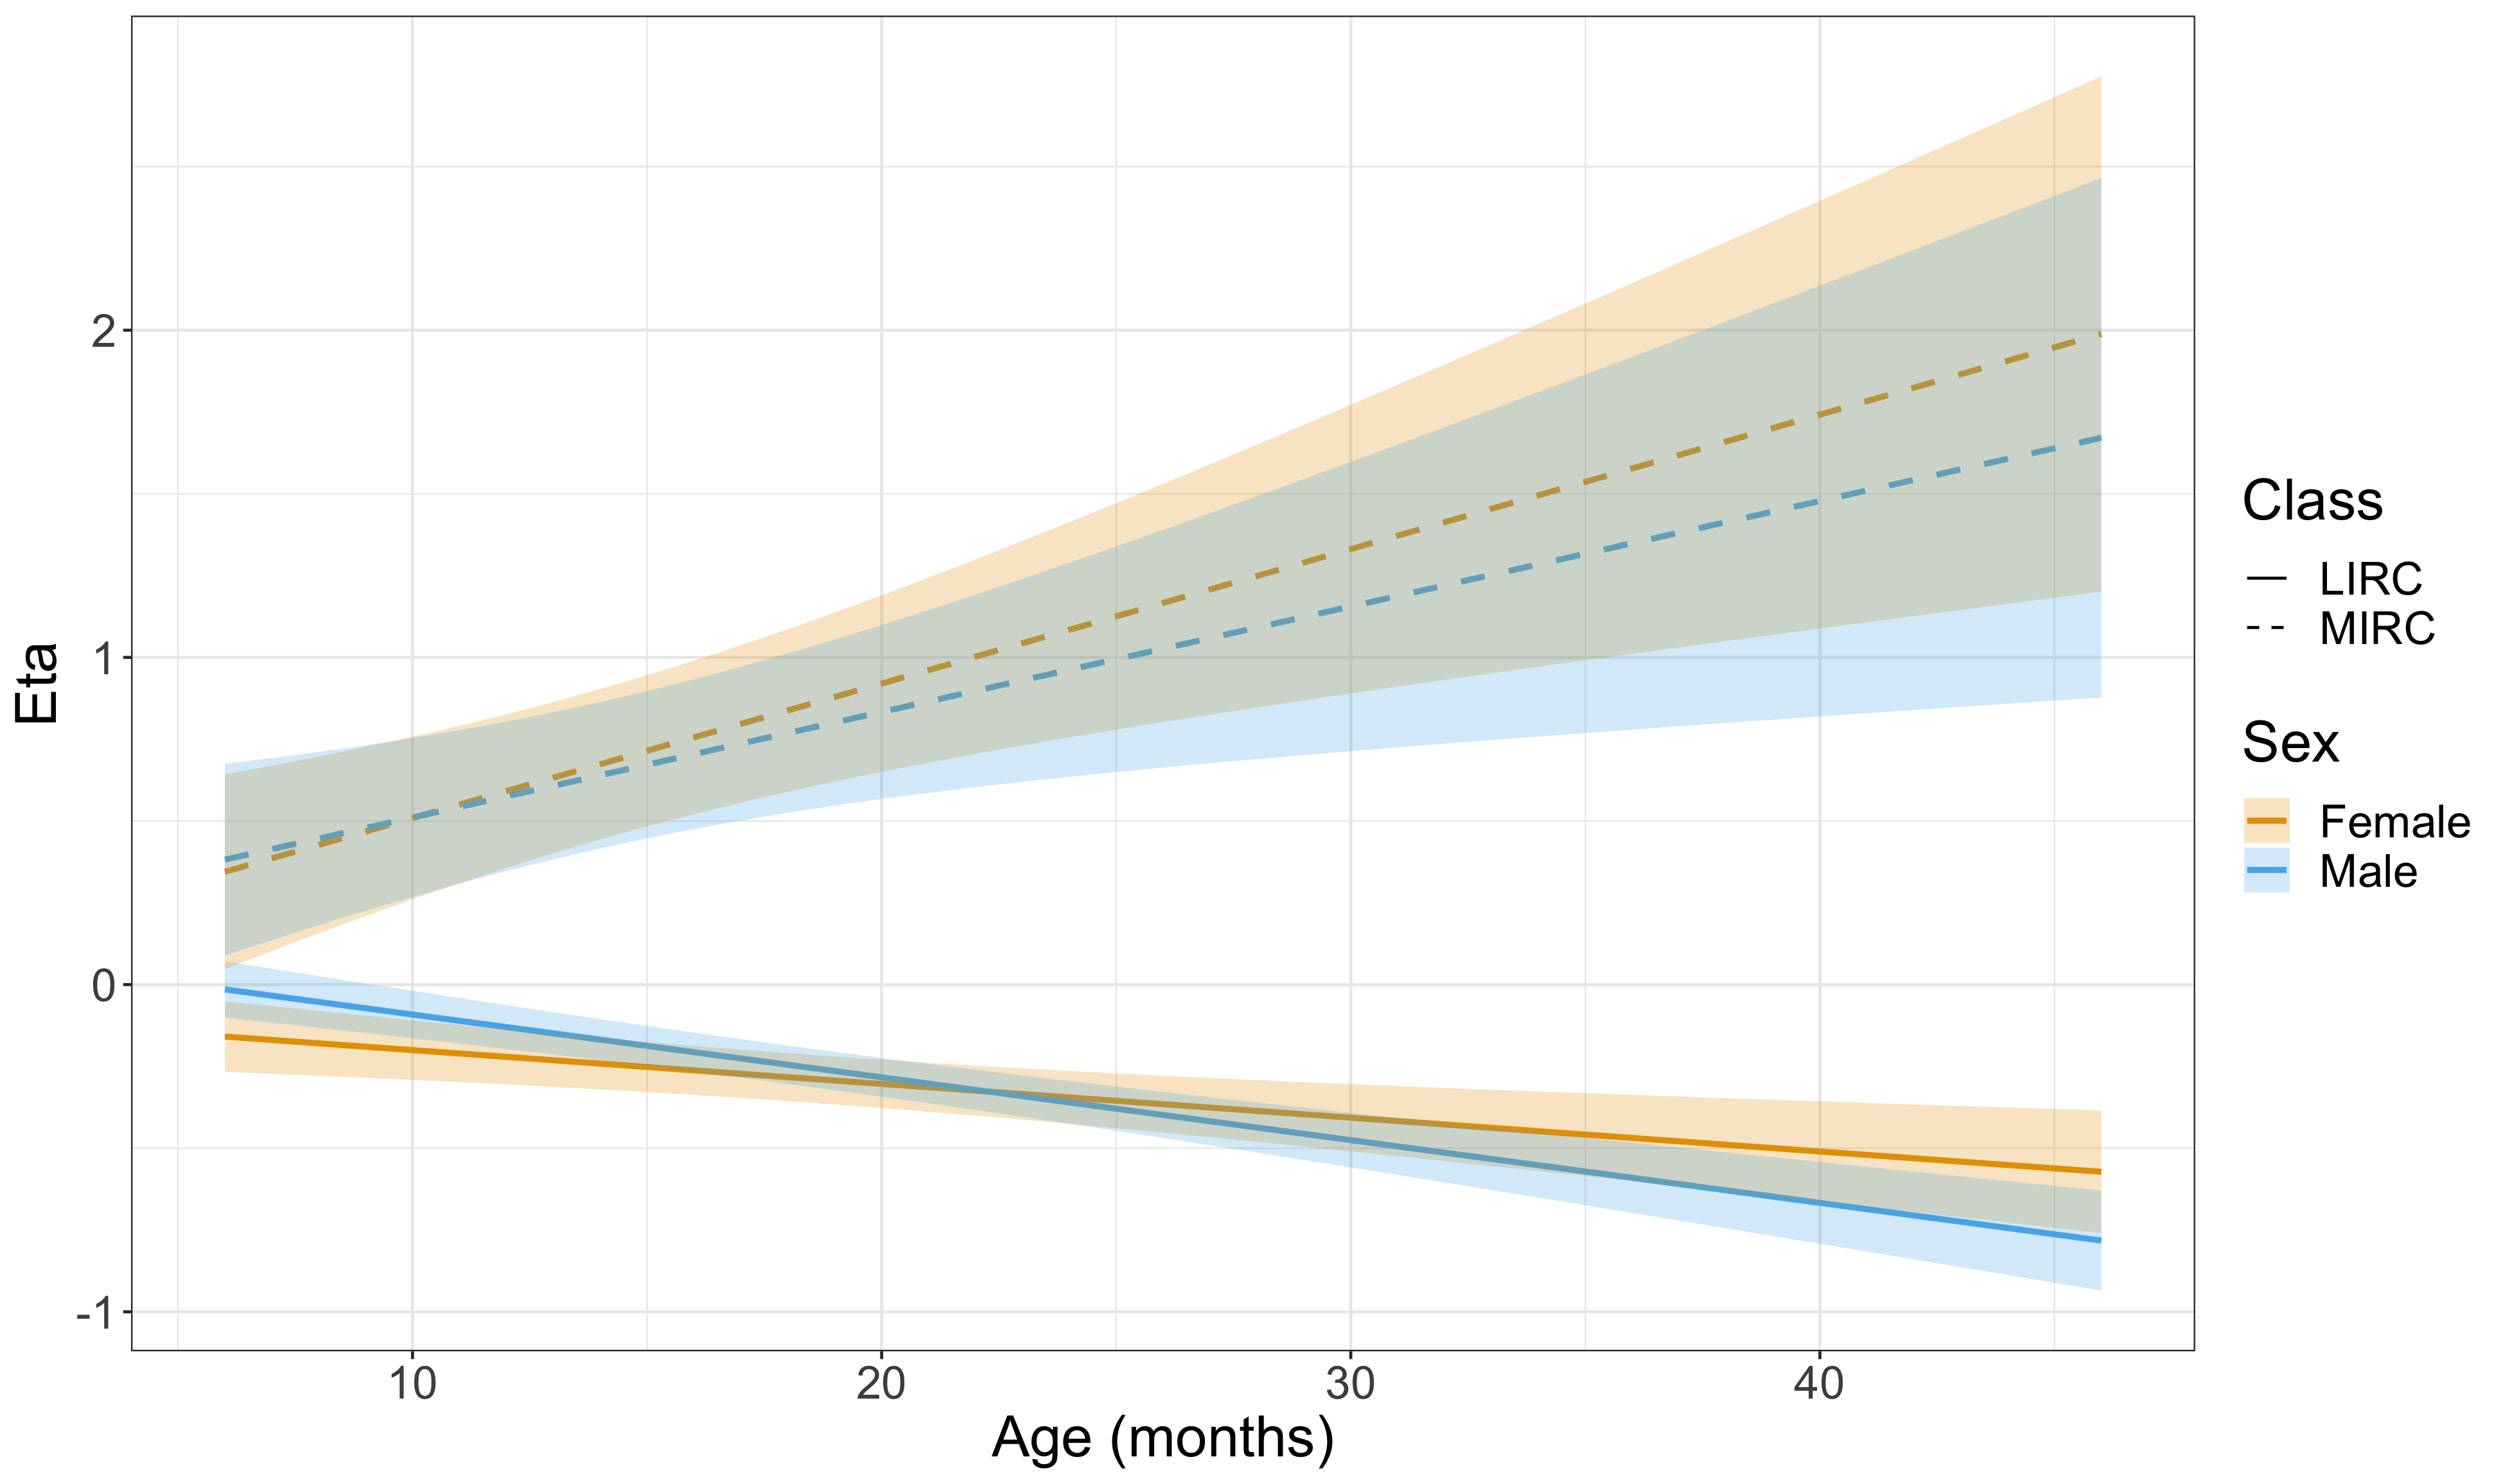 Eta
2
1
0
-1
10 20 30 40
Age (months)
Class
LIRC
MIRC
Sex
Female
Male